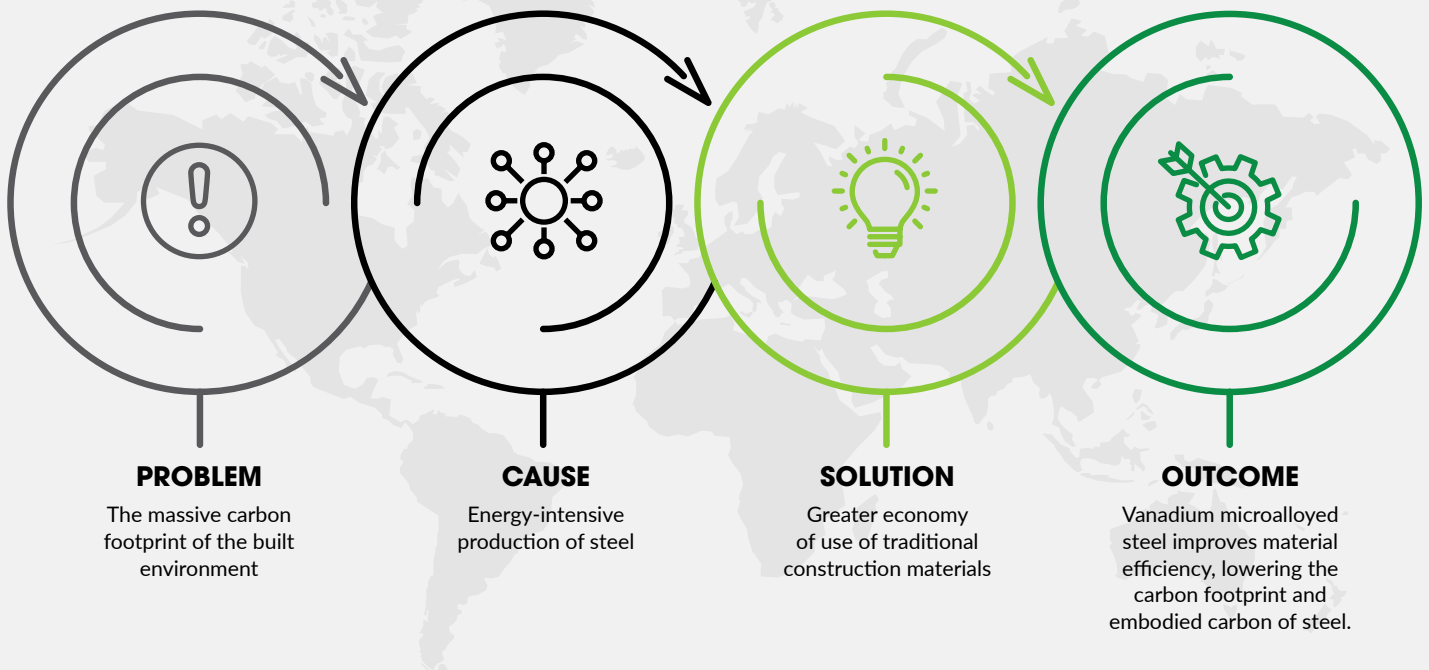 PROBLEM
The massive carbon
footprint of the built
environment
CAUSE
Energy-intensive
production of steel
SOLUTION
Greater economy
of use of traditional
construction materials
OUTCOME
Vanadium microalloyed
steel improves material
efficiency, lowering the
carbon footprint and
embodied carbon of steel.